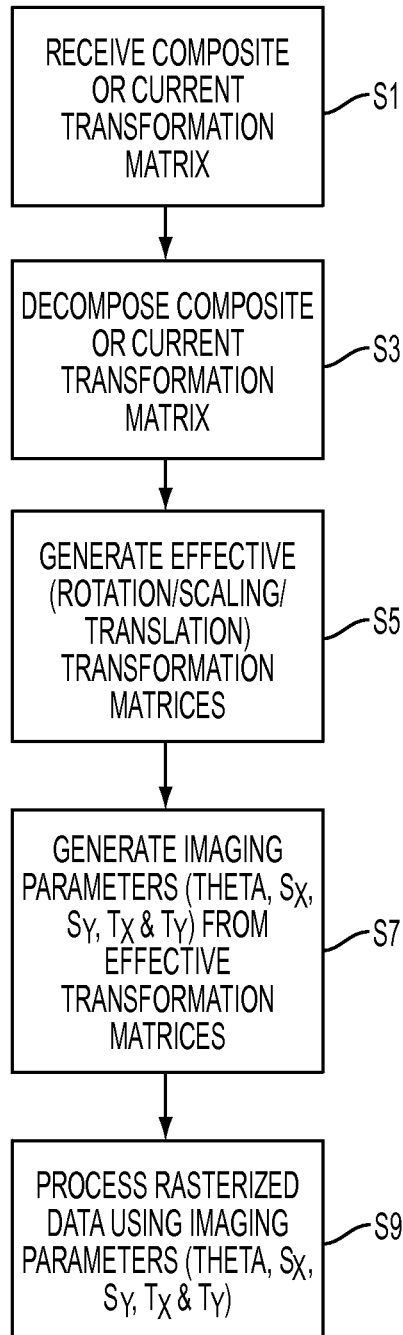 RECEIVE COMPOSITE
OR CURRENT
TRANSFORMATION
MATRIX
S1
DECOMPOSE COMPOSITE
OR CURRENT
TRANSFORMATION
MATRIX
S3
GENERATE EFFECTIVE
(ROTATION/SCALING/
TRANSLATION)
TRANSFORMATION
MATRICES
S5
GENERATE IMAGING
PARAMETERS (THETA, SX,
SY, TX & TY) FROM
EFFECTIVE
TRANSFORMATION
MATRICES
S7
PROCESS RASTERIZED
DATA USING IMAGING
PARAMETERS (THETA, SX,
SY, TX & TY)
S9